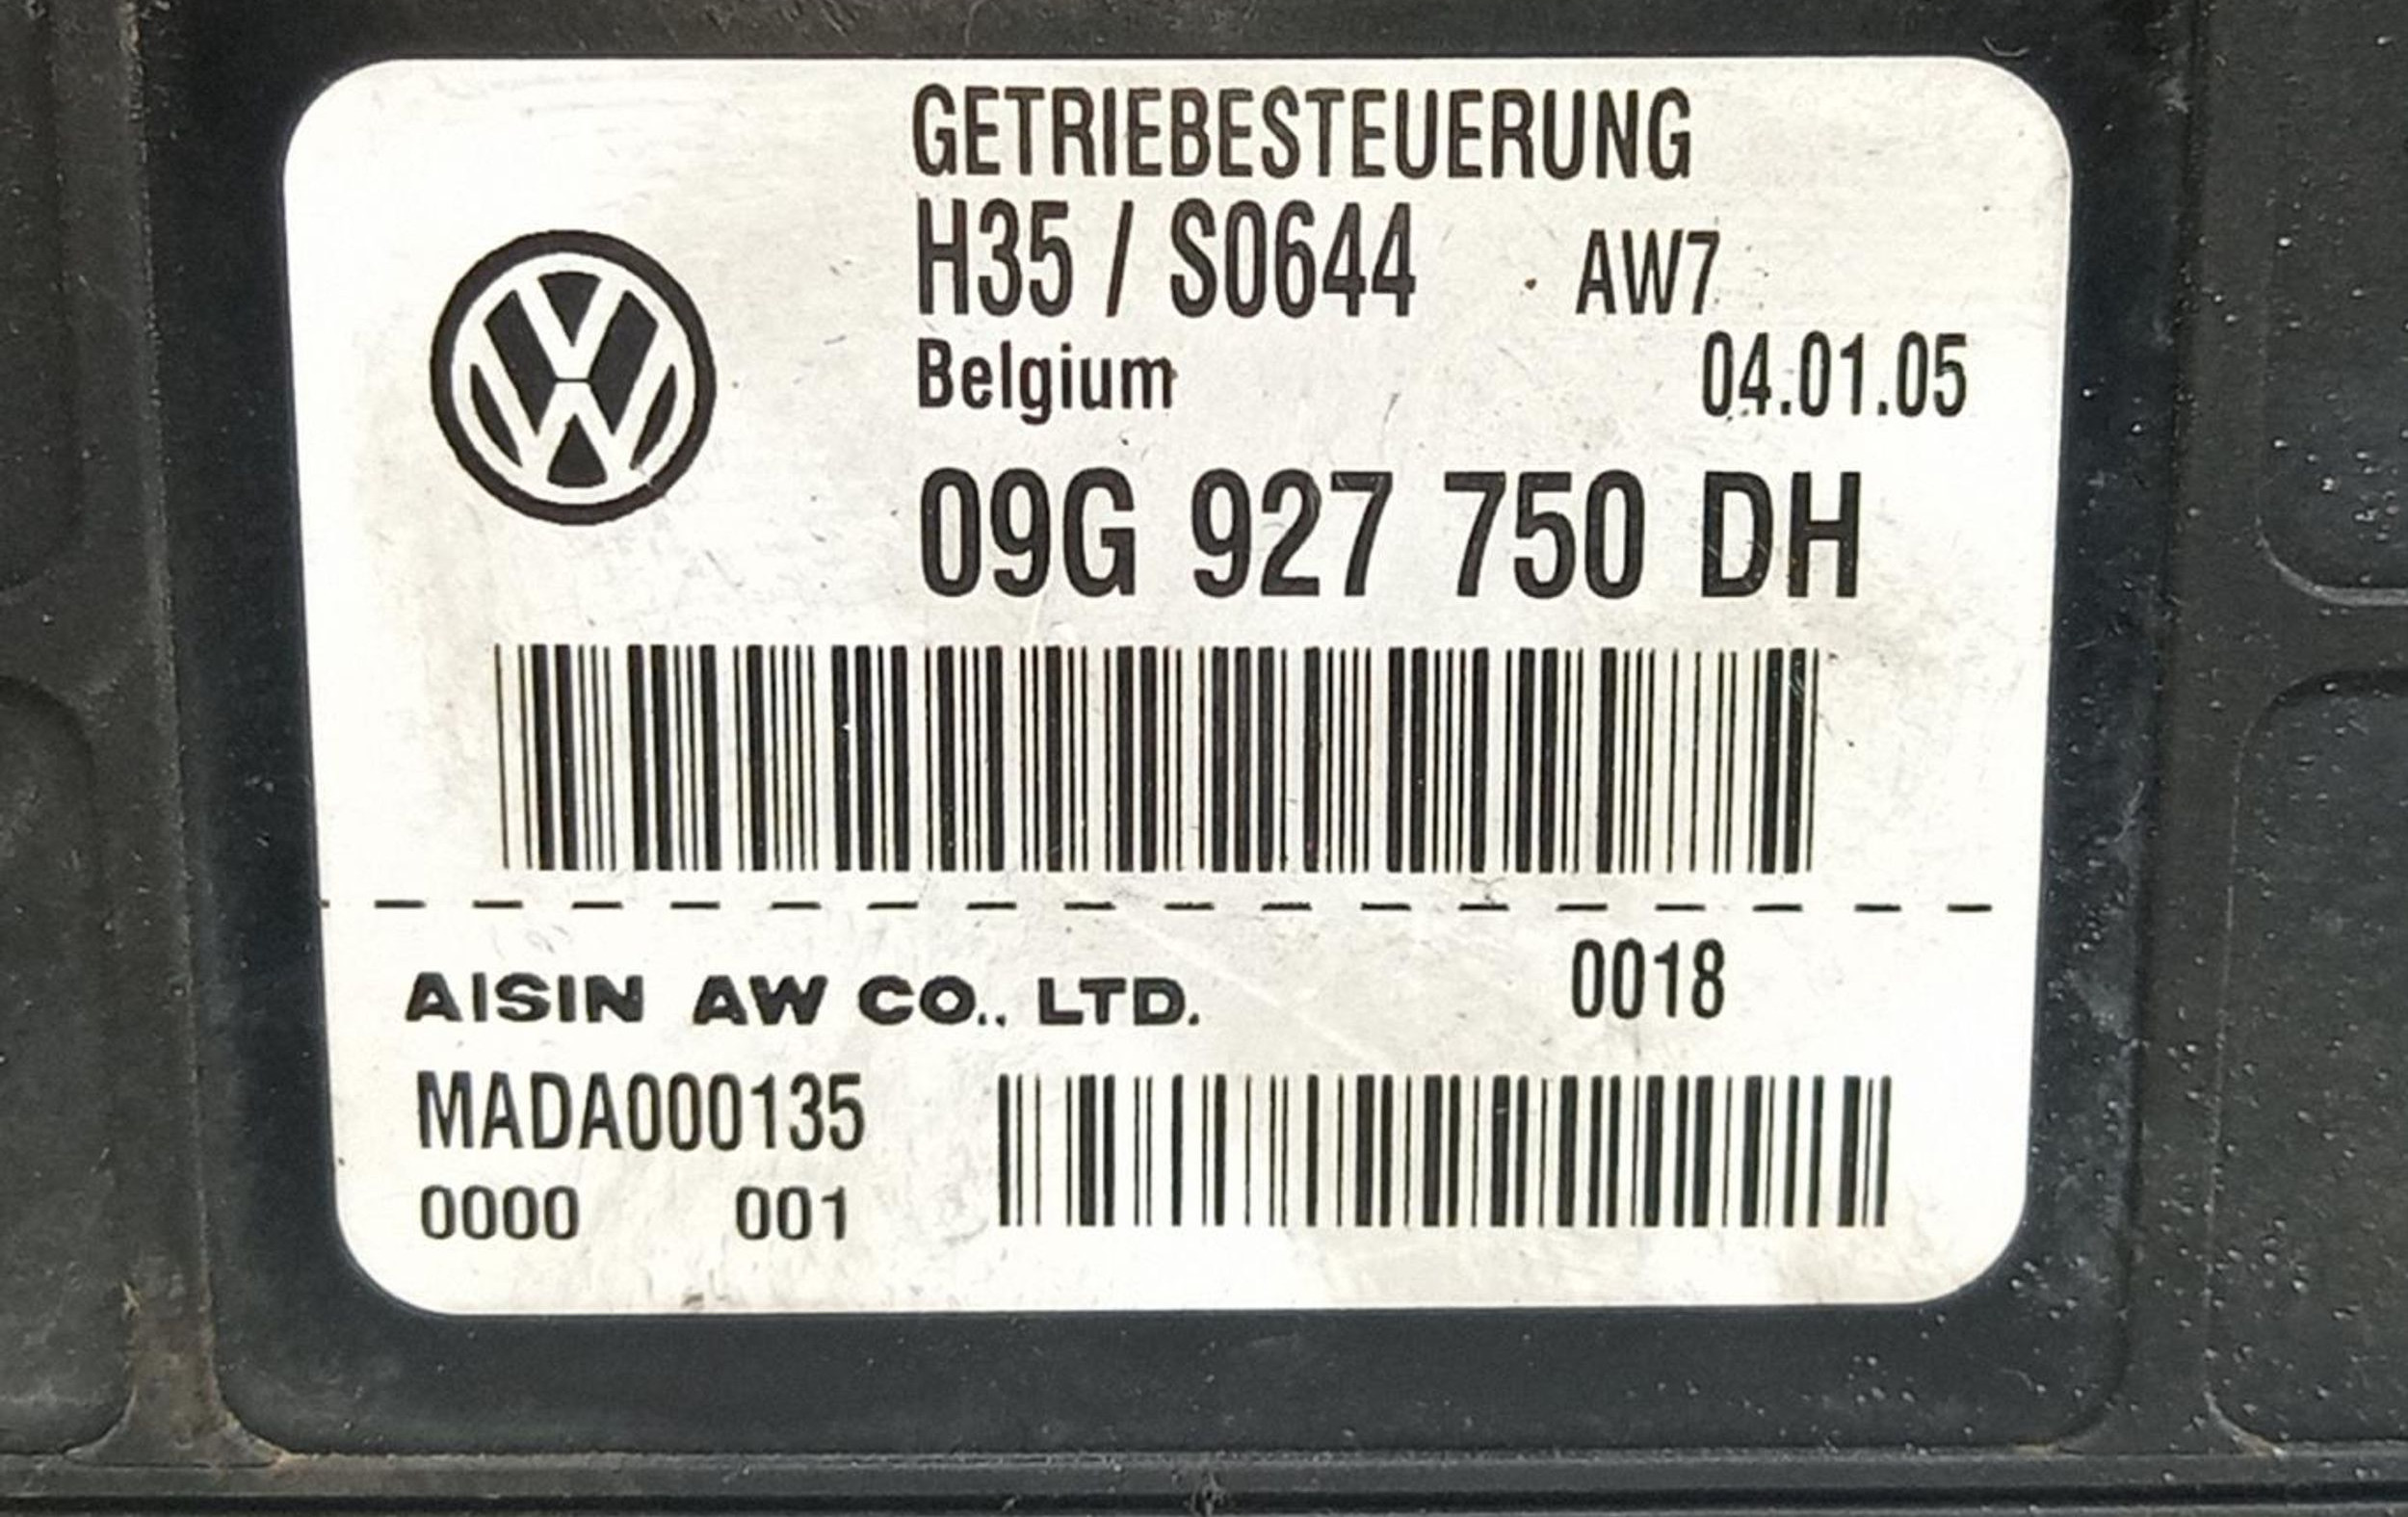 GETRIEBESTEUERUNG
H35 / S0644 AW7
Belgium 04.01.05
09G 927 750 DH
AISIN AW CO., LTD. 0018
MADA000135
0000 001